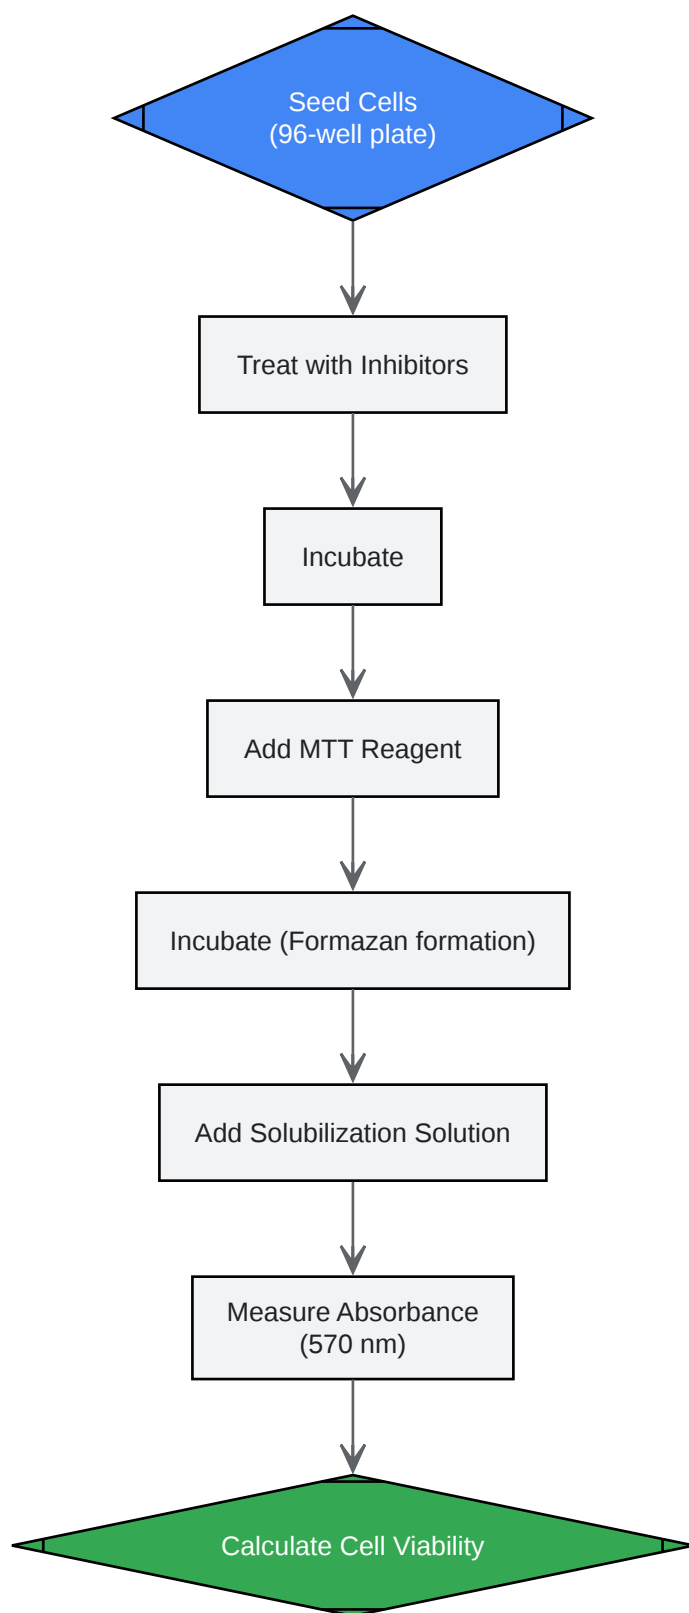 Seed Cells
(96-well plate)
Treat with Inhibitors
Incubate
Add MTT Reagent
Incubate (Formazan formation)
Add Solubilization Solution
Measure Absorbance
(570 nm)
Calculate Cell Viability